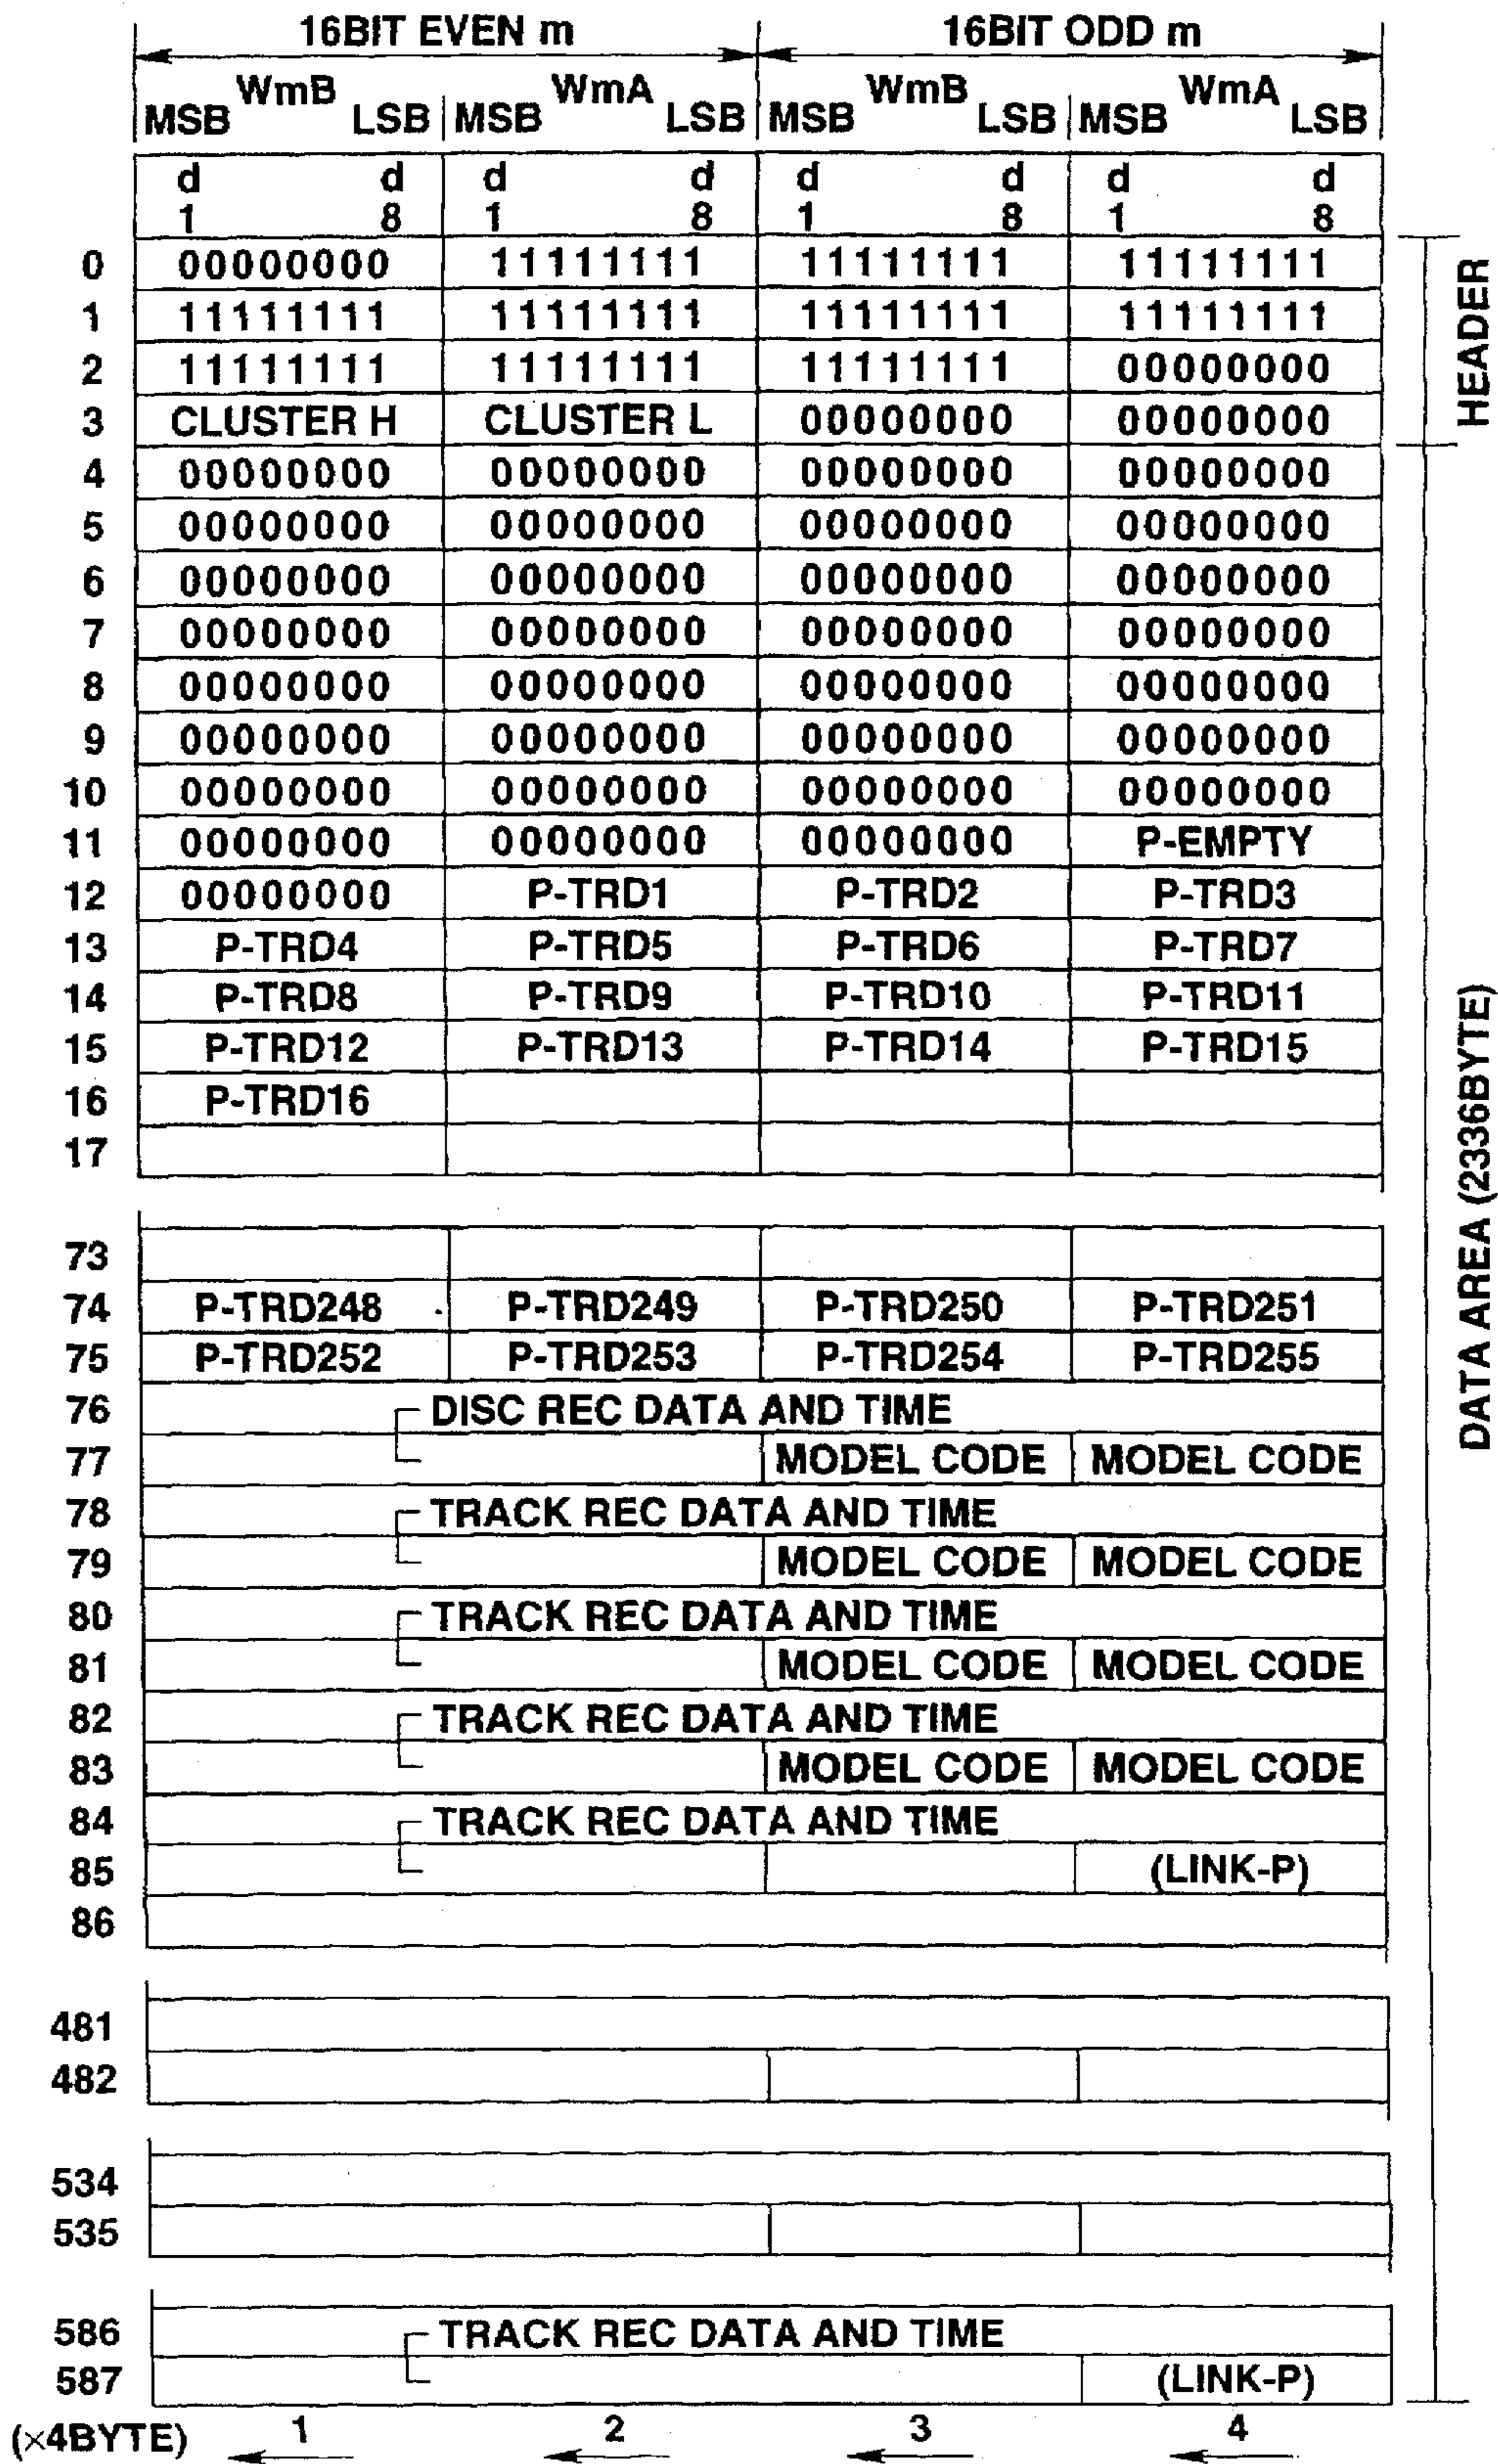 16BIT EVEN m 16BIT ODD m
WmB WmA WmB WmA
MSB LSB MSB LSB MSB LSB MSB LSB
d d d d d d d d
1 8 1 8 1 8 1 8
0 00000000 11111111 11111111 11111111
1 11111111 11111111 11111111 11111111
2 11111111 11111111 11111111 00000000
3 CLUSTER H CLUSTER L 00000000 00000000
HEADER
4 00000000 00000000 00000000 00000000
5 00000000 00000000 00000000 00000000
6 00000000 00000000 00000000 00000000
7 00000000 00000000 00000000 00000000
8 00000000 00000000 00000000 00000000
9 00000000 00000000 00000000 00000000
10 00000000 00000000 00000000 00000000
11 00000000 00000000 00000000 P-EMPTY
12 00000000 P-TRD1 P-TRD2 P-TRD3
13 P-TRD4 P-TRD5 P-TRD6 P-TRD7
14 P-TRD8 P-TRD9 P-TRD10 P-TRD11
15 P-TRD12 P-TRD13 P-TRD14 P-TRD15
16 P-TRD16
17
73
74 P-TRD248 P-TRD249 P-TRD250 P-TRD251
75 P-TRD252 P-TRD253 P-TRD254 P-TRD255
76 DISC REC DATA AND TIME
77 MODEL CODE MODEL CODE
78 TRACK REC DATA AND TIME
79 MODEL CODE MODEL CODE
80 TRACK REC DATA AND TIME
81 MODEL CODE MODEL CODE
82 TRACK REC DATA AND TIME
83 MODEL CODE MODEL CODE
84 TRACK REC DATA AND TIME
85 (LINK-P)
86
481
482
534
535
586 TRACK REC DATA AND TIME
587 (LINK-P)
DATA AREA (2336BYTE)
(×4BYTE) 1 2 3 4